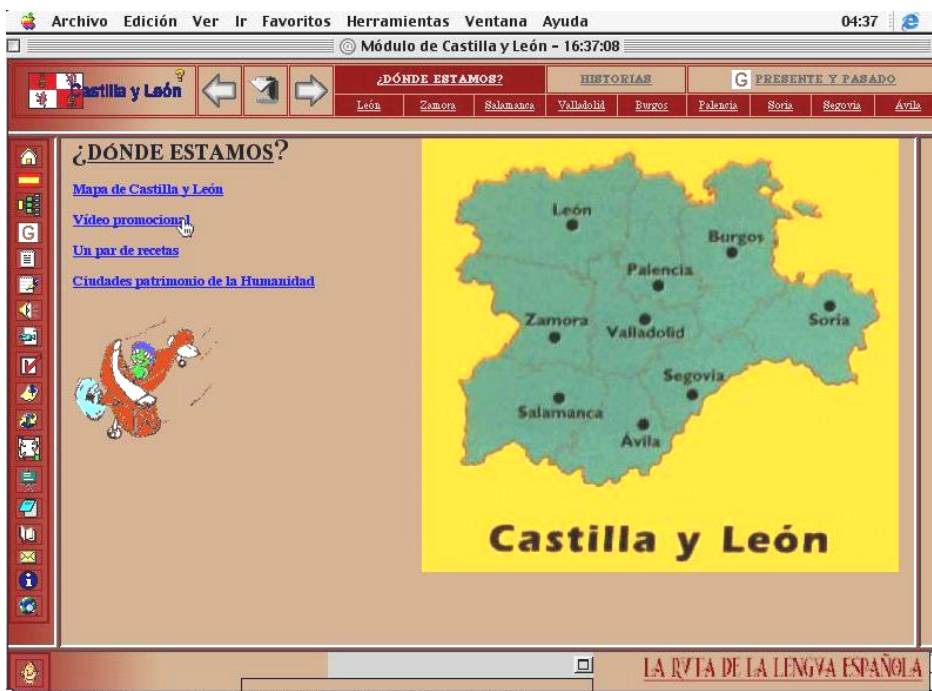 Archivo Edición Ver Ir Favoritos Herramientas Ventana Ayuda 04:37
Módulo de Castilla y León - 16:37:08
Castilla y León
?
¿DÓNDE ESTAMOS? HISTORIAS G PRESENTE Y PASADO
León Zamora Salamanca Valladolid Burgos Palencia Soria Segovia Ávila
¿DÓNDE ESTAMOS?
Mapa de Castilla y León
Vídeo promocional
Un par de recetas
Ciudades patrimonio de la Humanidad
G
León
Burgos
Palencia
Zamora
Valladolid
Soria
Segovia
Salamanca
Ávila
Castilla y León
LA RVTA DE LA LENGVA ESPAÑOLA